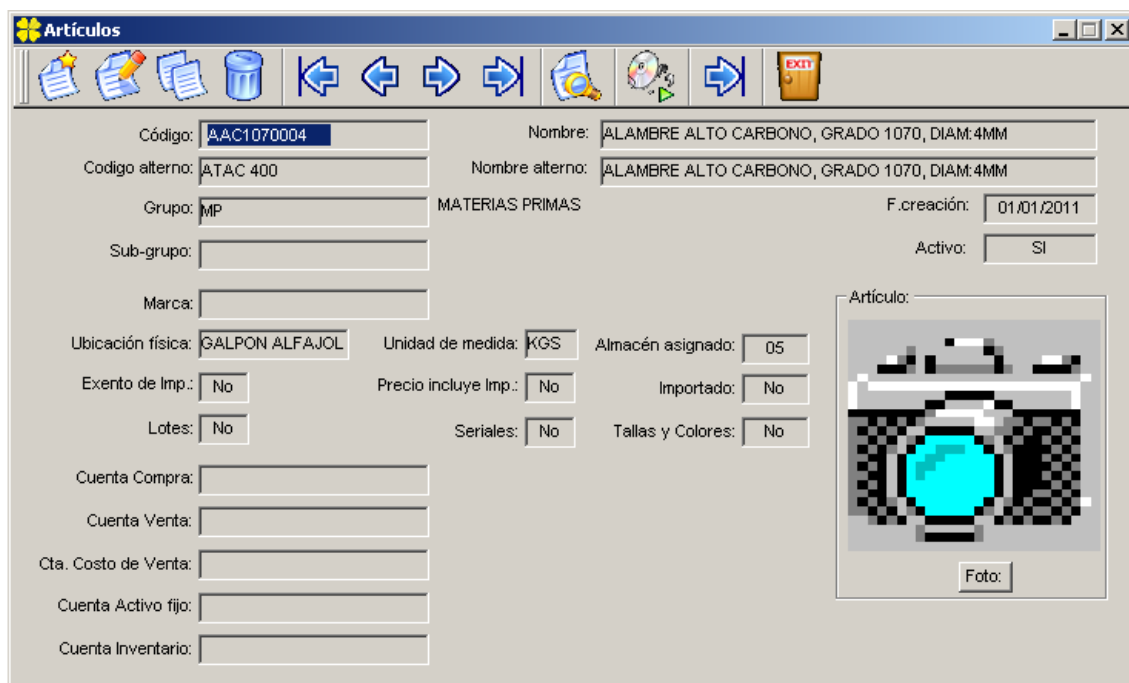 Artículos
EXIT
Código: AAC1070004 Nombre: ALAMBRE ALTO CARBONO, GRADO 1070, DIAM:4MM
Codigo alterno: ATAC 400 Nombre alterno: ALAMBRE ALTO CARBONO, GRADO 1070, DIAM:4MM
Grupo: MP MATERIAS PRIMAS F.creación: 01/01/2011
Sub-grupo: Activo: SI
Marca: Artículo:
Ubicación física: GALPON ALFAJOL Unidad de medida: KGS Almacén asignado: 05
Exento de Imp.: No Precio incluye Imp.: No Importado: No
Lotes: No Seriales: No Tallas y Colores: No
Cuenta Compra:
Cuenta Venta:
Cta. Costo de Venta:
Foto:
Cuenta Activo fijo:
Cuenta Inventario: